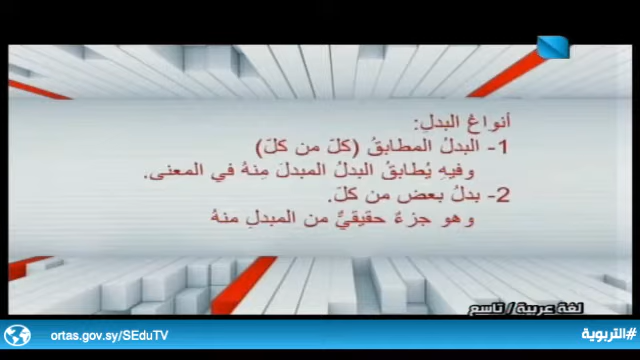 أنواعُ البدلِ:
1- البدلُ المطابقُ (كلّ من كلّ)
وفيهِ يُطابقُ البدلُ المبدلَ مِنهُ في المعنى.
2- بدلُ بعض من كلّ.
وهو جزءٌ حقيقيٌّ من المبدلِ منهُ
لغة عربية / تاسع
ortas.gov.sy/SEduTV
#التربوية